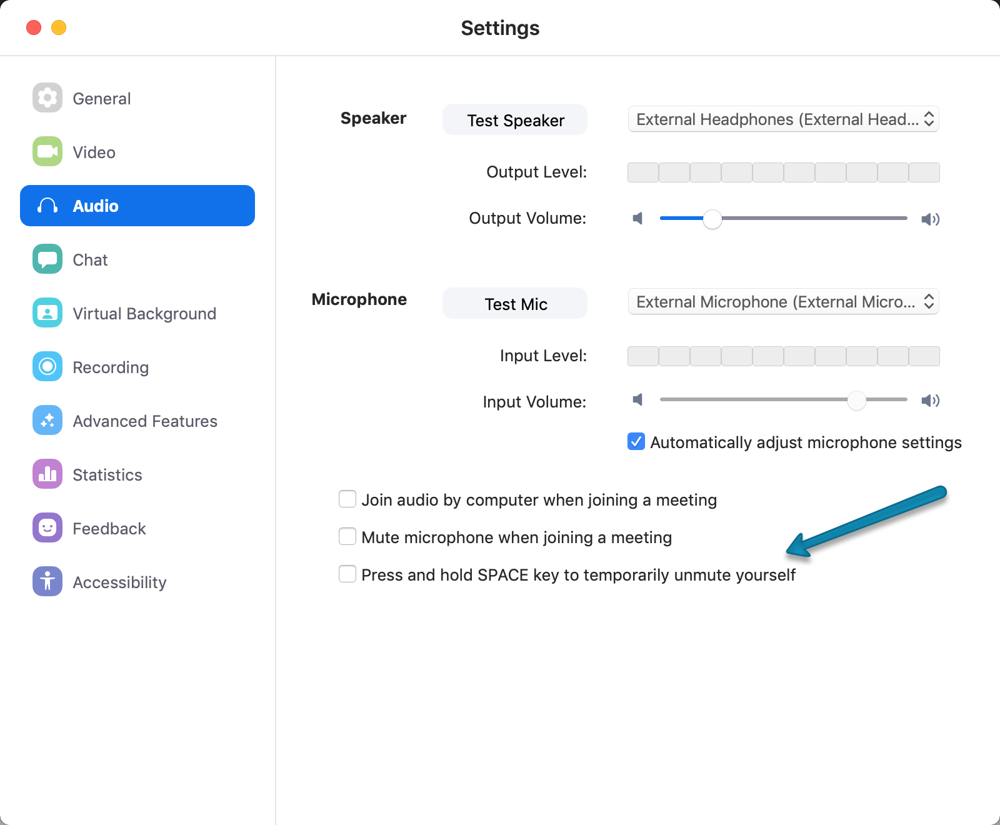 Settings
General
Video
Audio
Chat
Virtual Background
Recording
Advanced Features
Statistics
Feedback
Accessibility
Speaker
Test Speaker
External Headphones (External Head...
Output Level:
Output Volume:
Microphone
Test Mic
External Microphone (External Micro...
Input Level:
Input Volume:
Automatically adjust microphone settings
Join audio by computer when joining a meeting
Mute microphone when joining a meeting
Press and hold SPACE key to temporarily unmute yourself